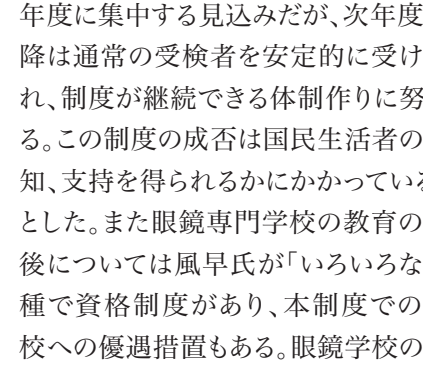 年度に集中する見込みだが、次年度
降は通常の受検者を安定的に受け
れ、制度が継続できる体制作りに努
る。この制度の成否は国民生活者の
知、支持を得られるかにかかっている
とした。また眼鏡専門学校の教育の
後については風早氏が「いろいろな
種で資格制度があり、本制度での
校への優遇措置もある。眼鏡学校の